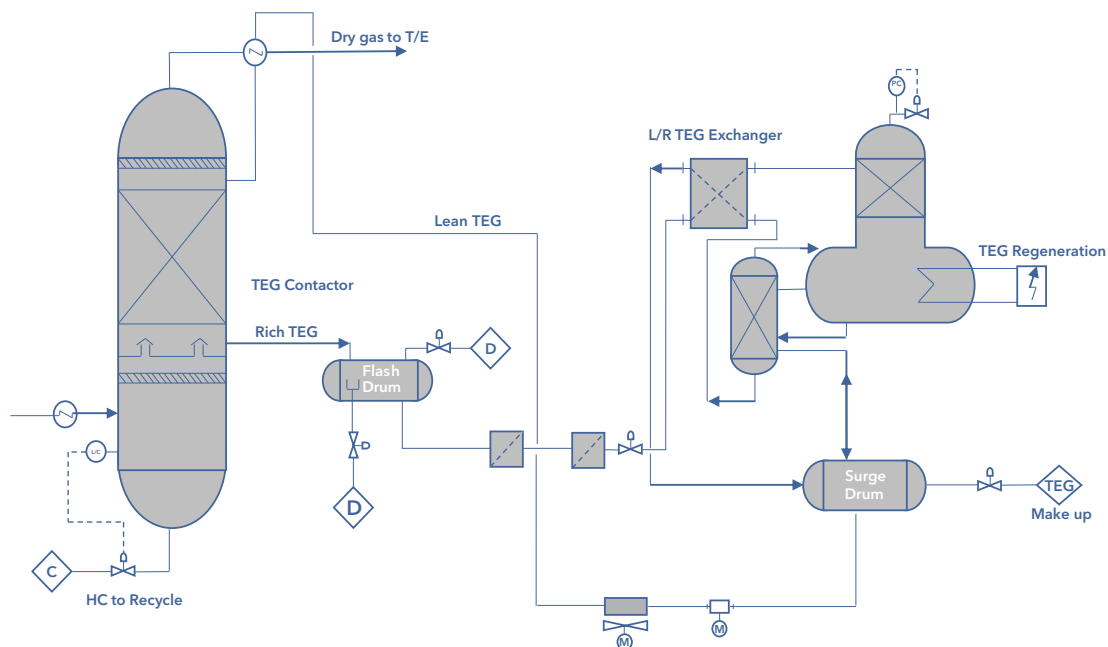 Dry gas to T/E
PC
L/R TEG Exchanger
Lean TEG
TEG Regeneration
TEG Contactor
Rich TEG
D
Flash
Drum
D
LIC
Surge
Drum
TEG
Make up
C
HC to Recycle
M
M